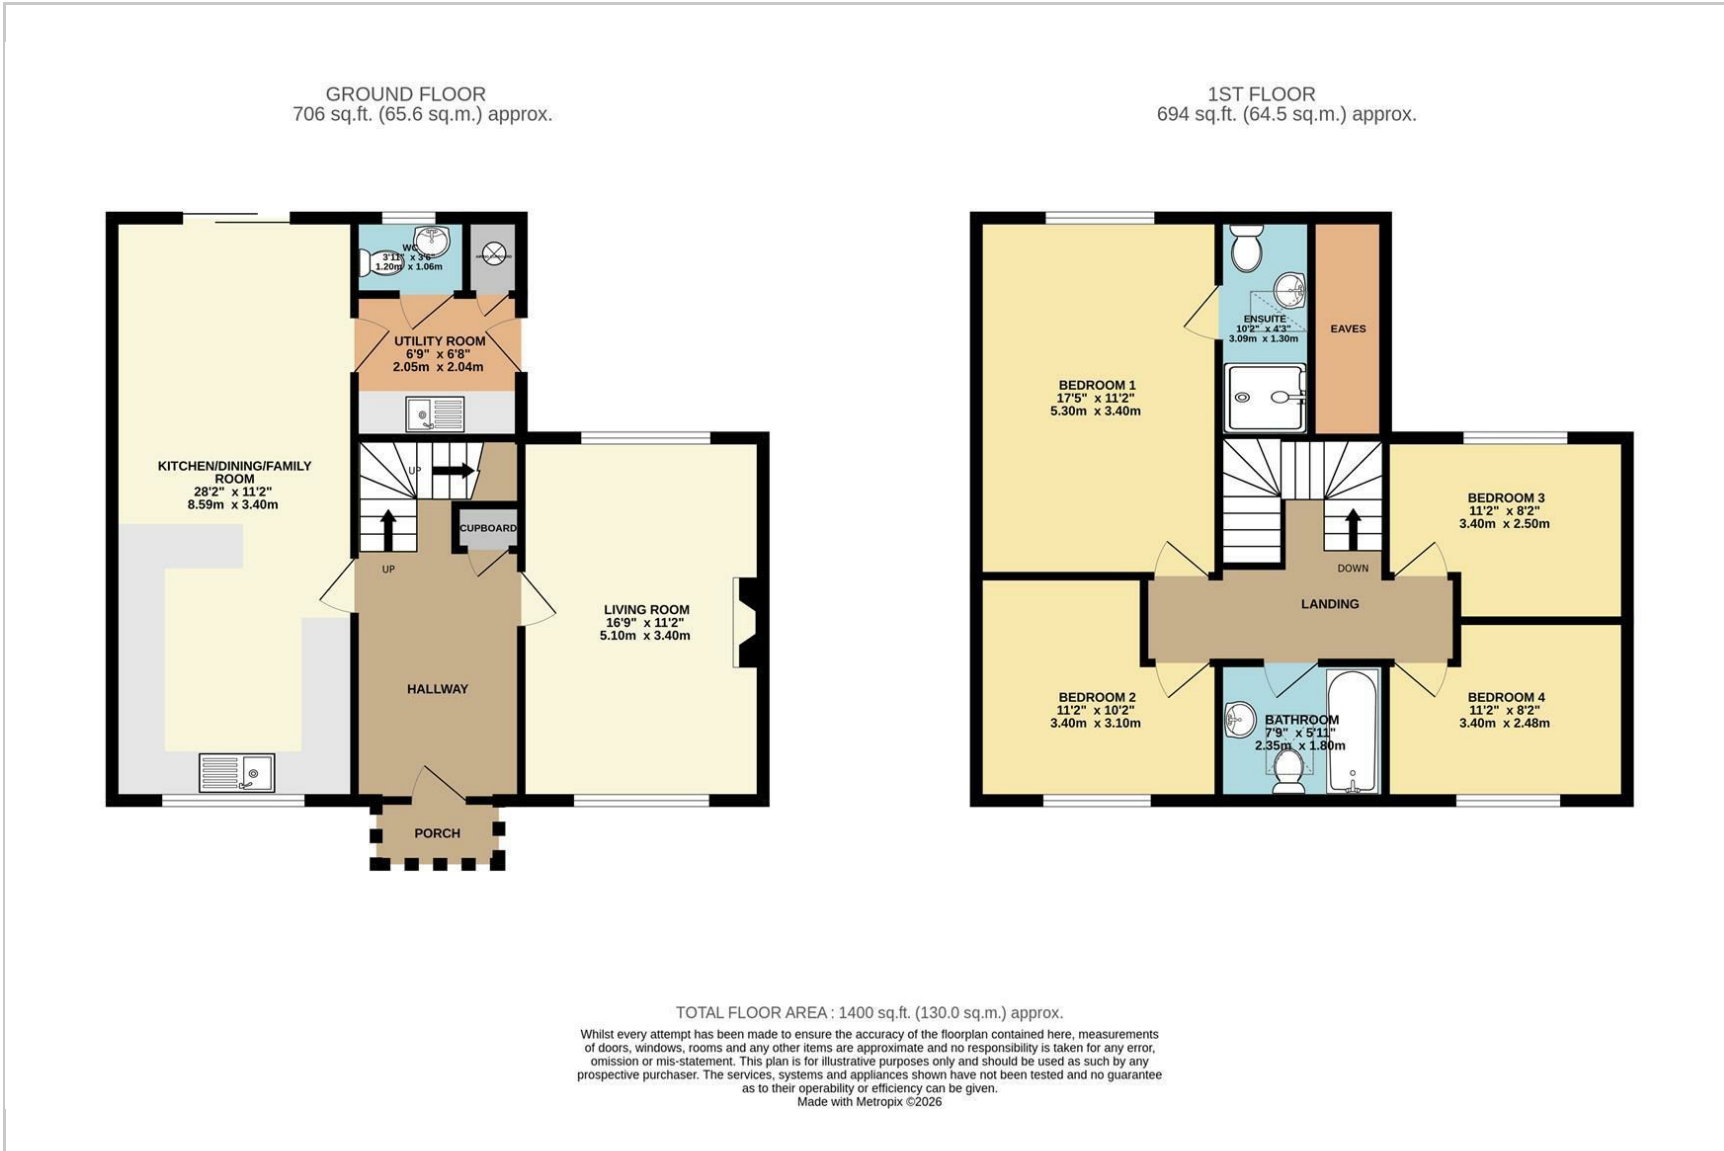 GROUND FLOOR
706 sq.ft. (65.6 sq.m.) approx.
1ST FLOOR
694 sq.ft. (64.5 sq.m.) approx.
WC
3'11" x 3'6"
1.20m x 1.06m
UTILITY ROOM
6'9" x 6'8"
2.05m x 2.04m
KITCHEN/DINING/FAMILY
ROOM
28'2" x 11'2"
8.59m x 3.40m
UP
CUPBOARD
UP
LIVING ROOM
16'9" x 11'2"
5.10m x 3.40m
HALLWAY
PORCH
ENSUITE
10'2" x 4'3"
3.09m x 1.30m
EAVES
BEDROOM 1
17'5" x 11'2"
5.30m x 3.40m
BEDROOM 3
11'2" x 8'2"
3.40m x 2.50m
DOWN
LANDING
BEDROOM 2
11'2" x 10'2"
3.40m x 3.10m
BATHROOM
7'9" x 5'11"
2.35m x 1.80m
BEDROOM 4
11'2" x 8'2"
3.40m x 2.48m
TOTAL FLOOR AREA : 1400 sq.ft. (130.0 sq.m.) approx.
Whilst every attempt has been made to ensure the accuracy of the floorplan contained here, measurements
of doors, windows, rooms and any other items are approximate and no responsibility is taken for any error,
omission or mis-statement. This plan is for illustrative purposes only and should be used as such by any
prospective purchaser. The services, systems and appliances shown have not been tested and no guarantee
as to their operability or efficiency can be given.
Made with Metropix ©2026